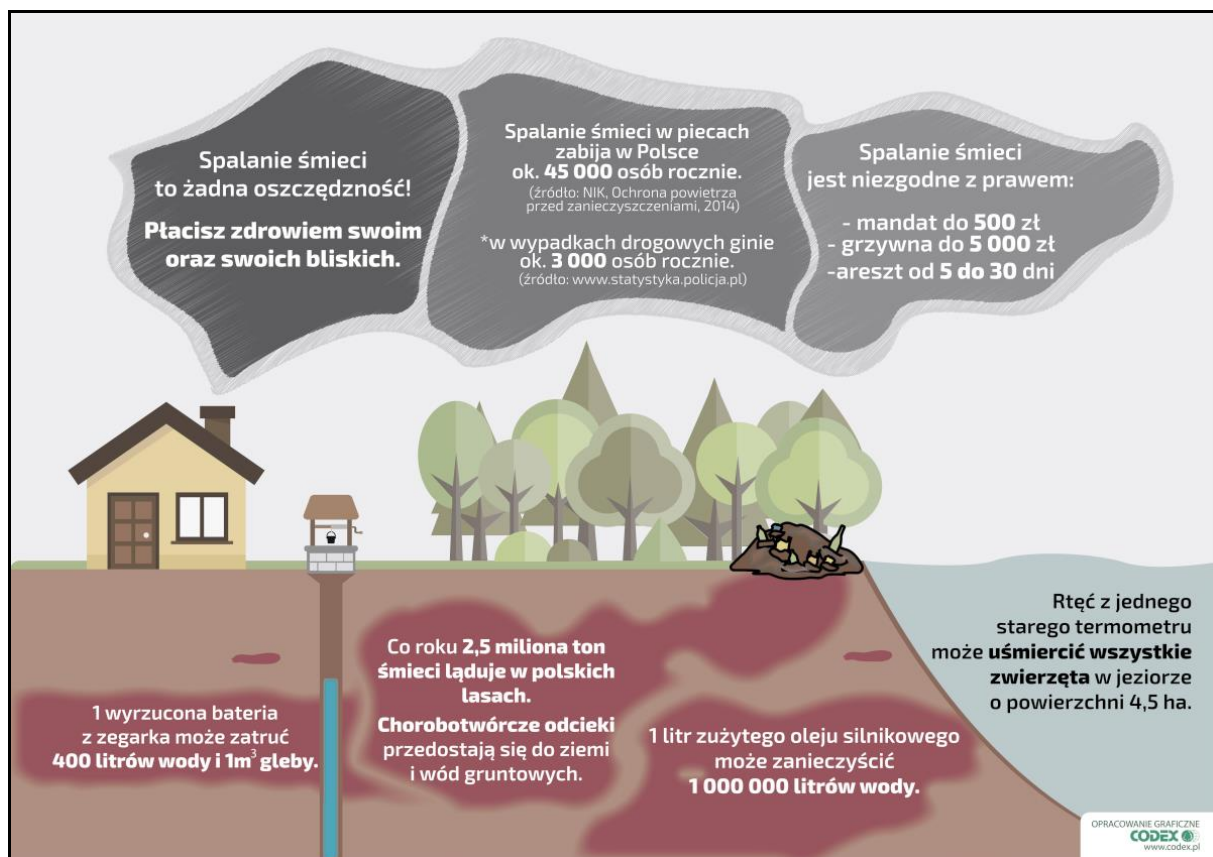 Spalanie śmieci
to żadna oszczędność!
Płacisz zdrowiem swoim
oraz swoich bliskich.
Spalanie śmieci w piecach
zabija w Polsce
ok. 45 000 osób rocznie.
(źródło: NIK, Ochrona powietrza
przed zanieczyszczeniami, 2014)
*w wypadkach drogowych ginie
ok. 3 000 osób rocznie.
(źródło: www.statystyka.policja.pl)
Spalanie śmieci
jest niezgodne z prawem:
- mandat do 500 zł
- grzywna do 5 000 zł
-areszt od 5 do 30 dni
1 wyrzucona bateria
z zegarka może zatruć
400 litrów wody i 1m³ gleby.
Co roku 2,5 miliona ton
śmieci ląduje w polskich
lasach.
Chorobotwórcze odcieki
przedostają się do ziemi
i wód gruntowych.
1 litr zużytego oleju silnikowego
może zanieczyścić
1 000 000 litrów wody.
Rtęć z jednego
starego termometru
może uśmiercić wszystkie
zwierzęta w jeziorze
o powierzchni 4,5 ha.
OPRACOWANIE GRAFICZNE
CODEX
www.codex.pl